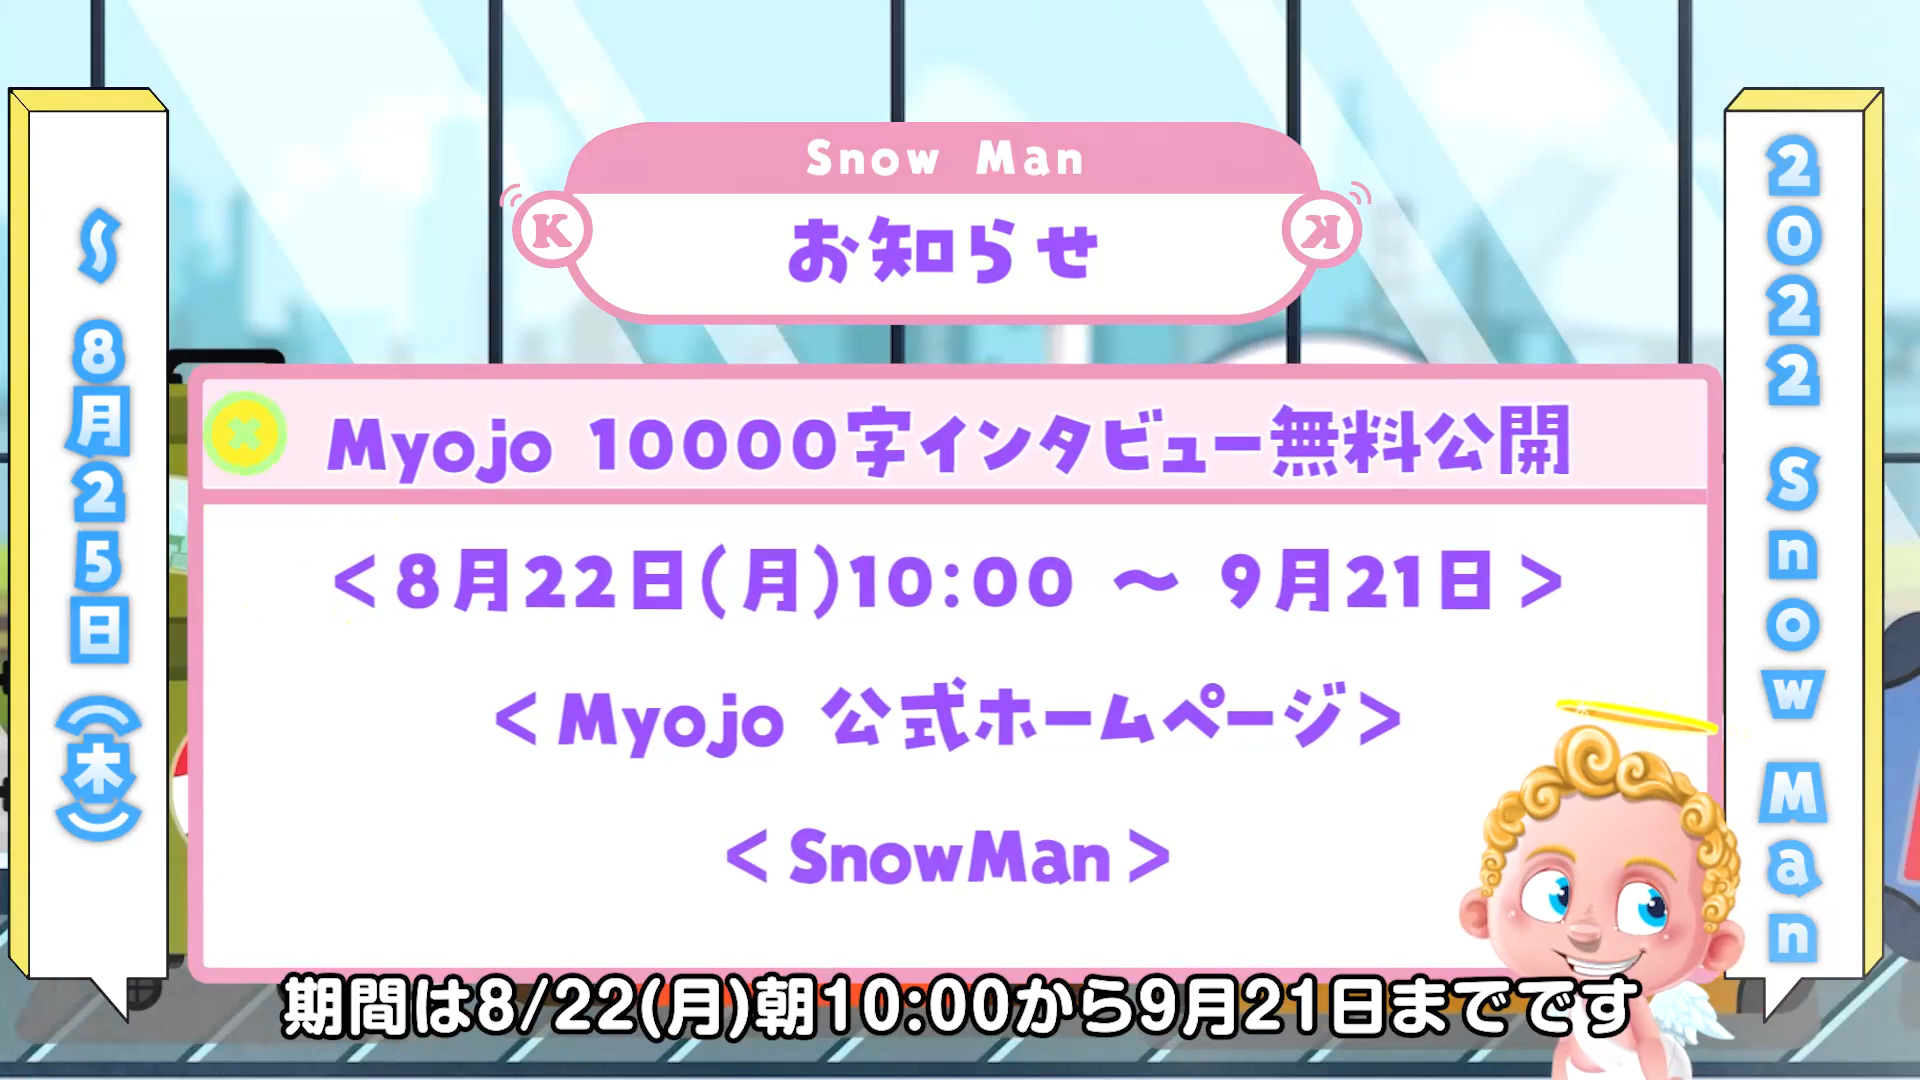 Snow Man
K
K
お知らせ
Myojo 10000字インタビュー無料公開
<8月22日(月)10:00 ～ 9月21日>
<Myojo 公式ホームページ>
<SnowMan>
期間は8/22(月)朝10:00から9月21日までです
2022 Snow Man
～ 8月25日 (木)